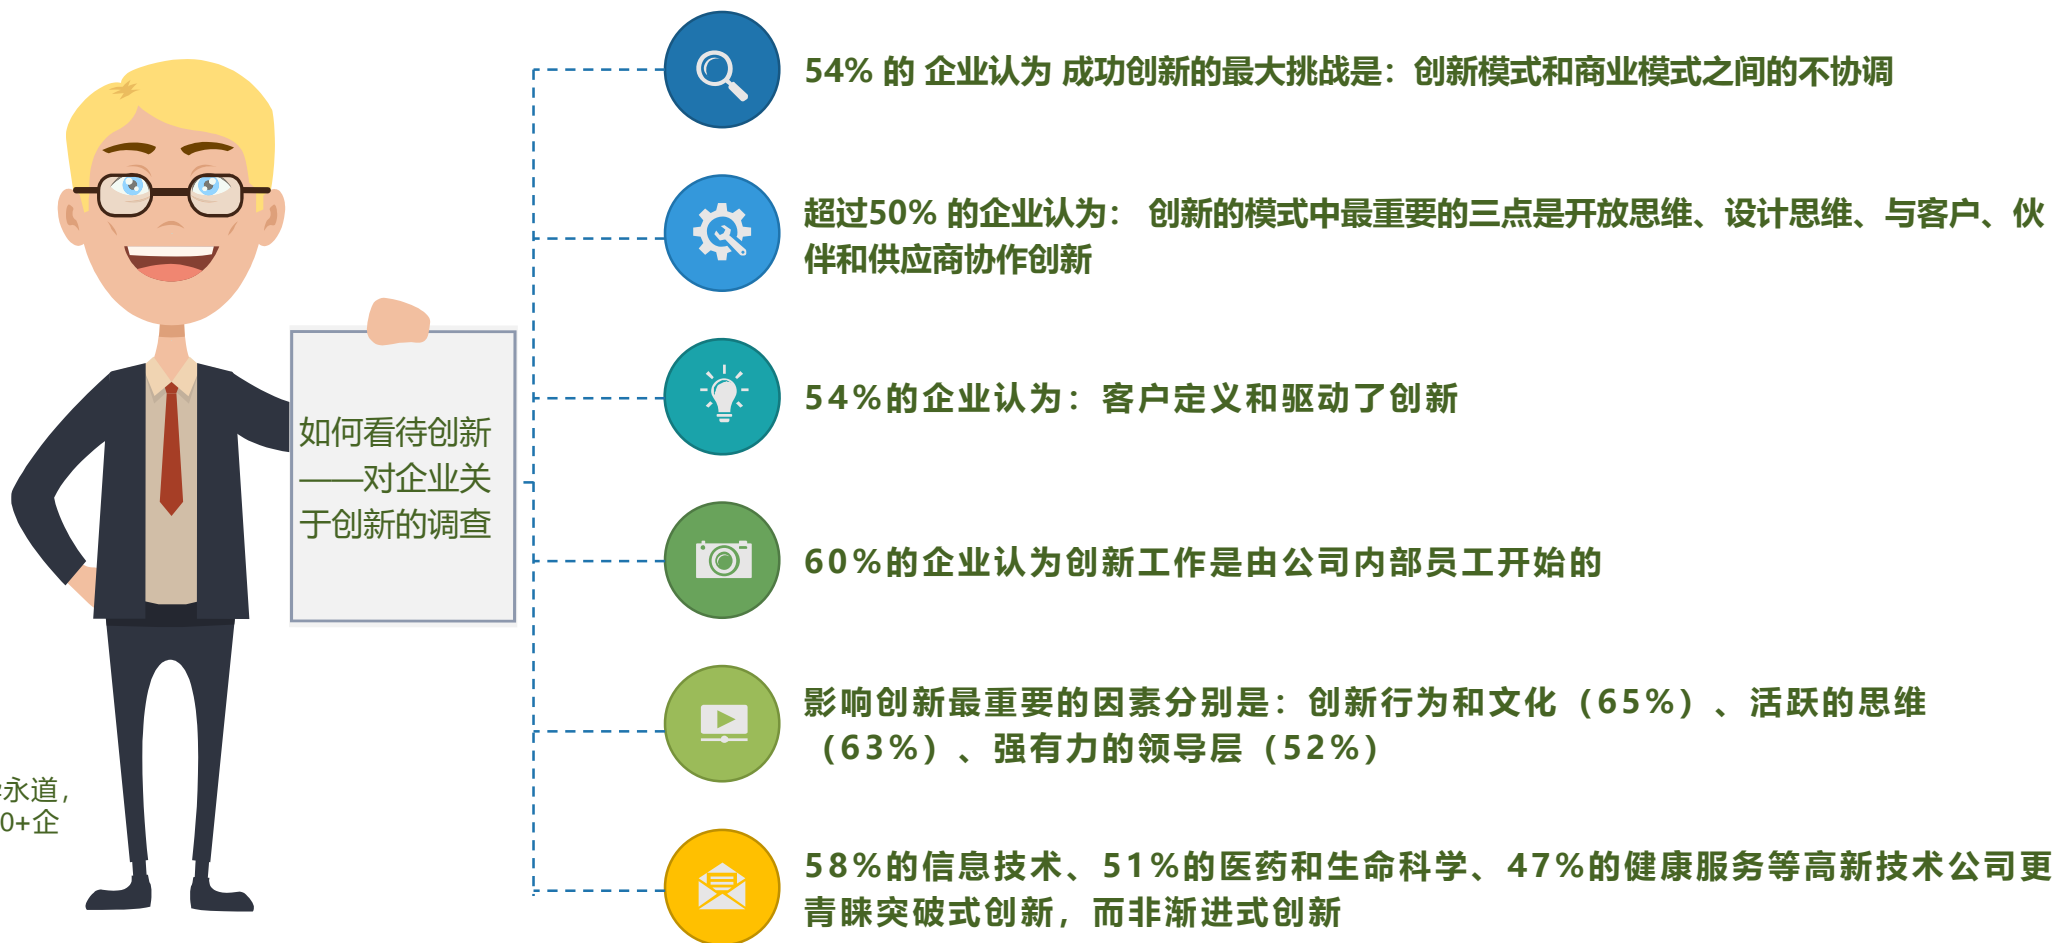 54% 的 企业认为 成功创新的最大挑战是：创新模式和商业模式之间的不协调
超过50% 的企业认为： 创新的模式中最重要的三点是开放思维、设计思维、与客户、伙
伴和供应商协作创新
54%的企业认为：客户定义和驱动了创新
如何看待创新
——对企业关
于创新的调查
60%的企业认为创新工作是由公司内部员工开始的
影响创新最重要的因素分别是：创新行为和文化（65%）、活跃的思维
（63%）、强有力的领导层（52%）
永道，
0+企
58%的信息技术、51%的医药和生命科学、47%的健康服务等高新技术公司更
青睐突破式创新，而非渐进式创新